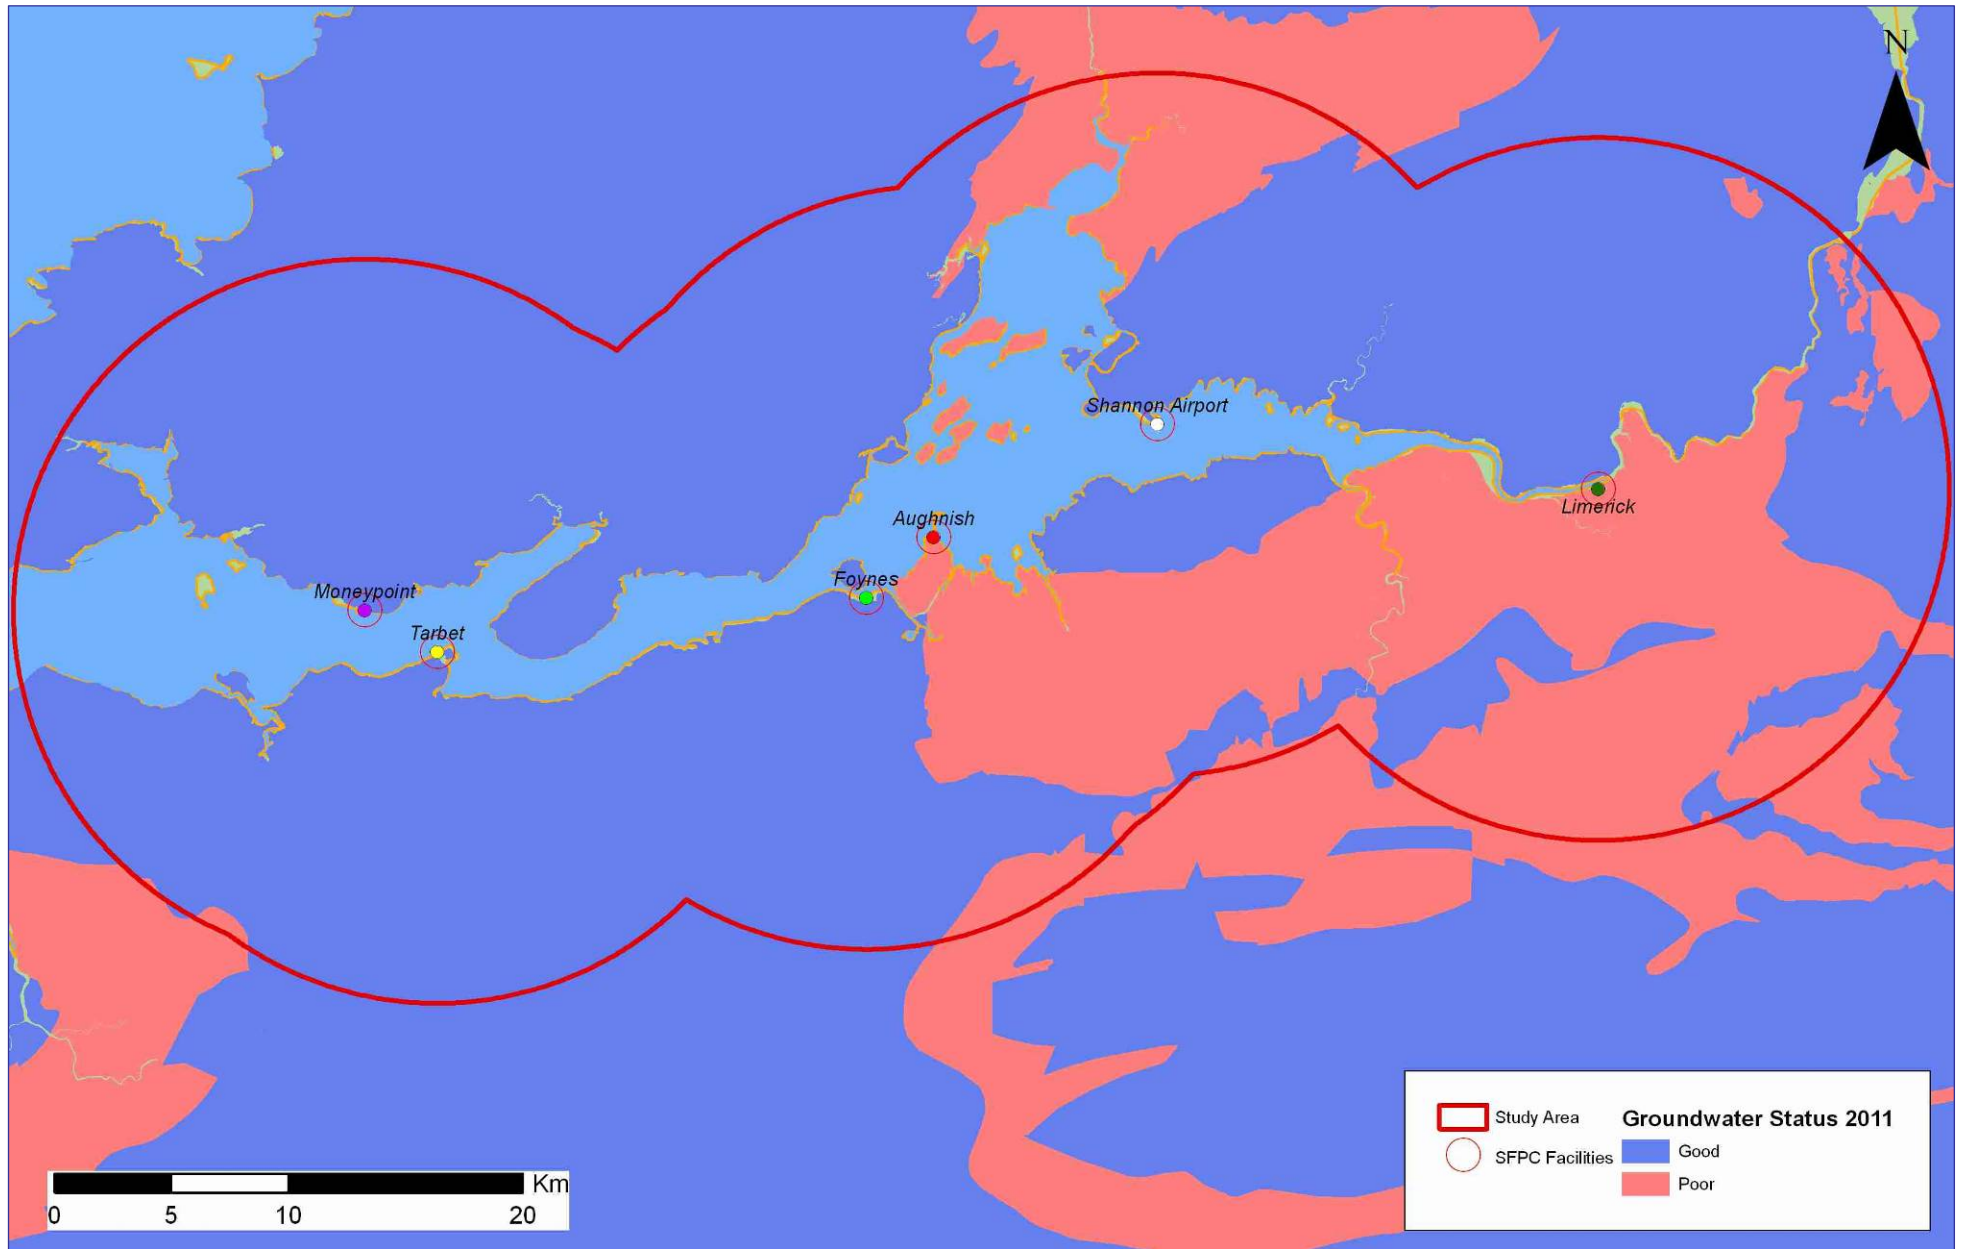 N
Shannon Airport
Limerick
Aughnish
Foynes
Moneypoint
Tarbet
Study Area
SFPC Facilities
Groundwater Status 2011
Good
Poor
Km
0 5 10 20